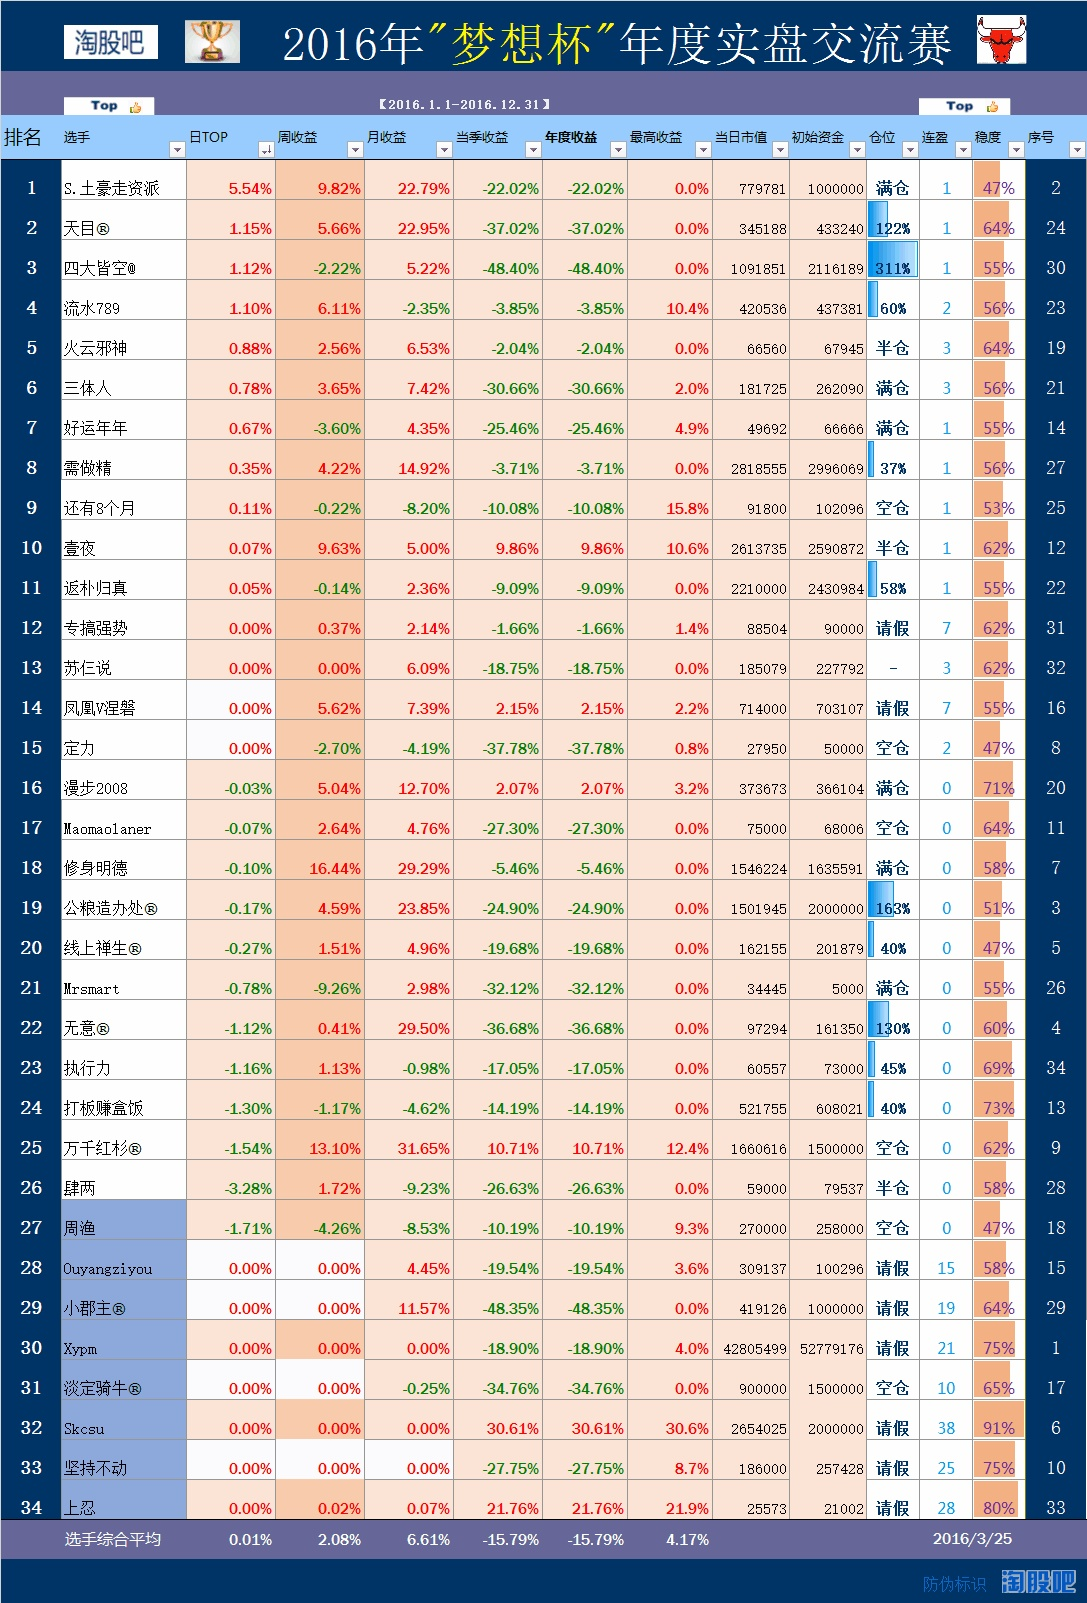 淘股吧 2016年"梦想杯"年度实盘交流赛
Top 【2016.1.1-2016.12.31】 Top
排名 选手 日TOP 周收益 月收益 当季收益 年度收益 最高收益 当日市值 初始资金 仓位 连盈 稳度 序号
1 S.土豪走资派 5.54% 9.82% 22.79% -22.02% -22.02% 0.0% 779781 1000000 满仓 1 47% 2
2 天目® 1.15% 5.66% 22.95% -37.02% -37.02% 0.0% 345188 433240 122% 1 64% 24
3 四大皆空@ 1.12% -2.22% 5.22% -48.40% -48.40% 0.0% 1091851 2116189 311% 1 55% 30
4 流水789 1.10% 6.11% -2.35% -3.85% -3.85% 10.4% 420536 437381 60% 2 56% 23
5 火云邪神 0.88% 2.56% 6.53% -2.04% -2.04% 0.0% 66560 67945 半仓 3 64% 19
6 三体人 0.78% 3.65% 7.42% -30.66% -30.66% 2.0% 181725 262090 满仓 3 56% 21
7 好运年年 0.67% -3.60% 4.35% -25.46% -25.46% 4.9% 49692 66666 满仓 1 55% 14
8 需做精 0.35% 4.22% 14.92% -3.71% -3.71% 0.0% 2818555 2996069 37% 1 56% 27
9 还有8个月 0.11% -0.22% -8.20% -10.08% -10.08% 15.8% 91800 102096 空仓 1 53% 25
10 壹夜 0.07% 9.63% 5.00% 9.86% 9.86% 10.6% 2613735 2590872 半仓 1 62% 12
11 返朴归真 0.05% -0.14% 2.36% -9.09% -9.09% 0.0% 2210000 2430984 58% 1 55% 22
12 专搞强势 0.00% 0.37% 2.14% -1.66% -1.66% 1.4% 88504 90000 请假 7 62% 31
13 苏仨说 0.00% 0.00% 6.09% -18.75% -18.75% 0.0% 185079 227792 - 3 62% 32
14 凤凰V涅磐 0.00% 5.62% 7.39% 2.15% 2.15% 2.2% 714000 703107 请假 7 55% 16
15 定力 0.00% -2.70% -4.19% -37.78% -37.78% 0.8% 27950 50000 空仓 2 47% 8
16 漫步2008 -0.03% 5.04% 12.70% 2.07% 2.07% 3.2% 373673 366104 满仓 0 71% 20
17 Maomaolaner -0.07% 2.64% 4.76% -27.30% -27.30% 0.0% 75000 68006 空仓 0 64% 11
18 修身明德 -0.10% 16.44% 29.29% -5.46% -5.46% 0.0% 1546224 1635591 满仓 0 58% 7
19 公粮造办处® -0.17% 4.59% 23.85% -24.90% -24.90% 0.0% 1501945 2000000 163% 0 51% 3
20 线上禅生® -0.27% 1.51% 4.96% -19.68% -19.68% 0.0% 162155 201879 40% 0 47% 5
21 Mrsmart -0.78% -9.26% 2.98% -32.12% -32.12% 0.0% 34445 5000 满仓 0 55% 26
22 无意® -1.12% 0.41% 29.50% -36.68% -36.68% 0.0% 97294 161350 130% 0 60% 4
23 执行力 -1.16% 1.13% -0.98% -17.05% -17.05% 0.0% 60557 73000 45% 0 69% 34
24 打板赚盒饭 -1.30% -1.17% -4.62% -14.19% -14.19% 0.0% 521755 608021 40% 0 73% 13
25 万千红杉® -1.54% 13.10% 31.65% 10.71% 10.71% 12.4% 1660616 1500000 空仓 0 62% 9
26 肆两 -3.28% 1.72% -9.23% -26.63% -26.63% 0.0% 59000 79537 半仓 0 58% 28
27 周渔 -1.71% -4.26% -8.53% -10.19% -10.19% 9.3% 270000 258000 空仓 0 47% 18
28 Ouyangziyou 0.00% 0.00% 4.45% -19.54% -19.54% 3.6% 309137 100296 请假 15 58% 15
29 小郡主® 0.00% 0.00% 11.57% -48.35% -48.35% 0.0% 419126 1000000 请假 19 64% 29
30 Xypm 0.00% 0.00% 0.00% -18.90% -18.90% 4.0% 42805499 52779176 请假 21 75% 1
31 淡定骑牛® 0.00% 0.00% -0.25% -34.76% -34.76% 0.0% 900000 1500000 空仓 10 65% 17
32 Skcsu 0.00% 0.00% 0.00% 30.61% 30.61% 30.6% 2654025 2000000 请假 38 91% 6
33 坚持不动 0.00% 0.00% 0.00% -27.75% -27.75% 8.7% 186000 257428 请假 25 75% 10
34 上忍 0.00% 0.02% 0.07% 21.76% 21.76% 21.9% 25573 21002 请假 28 80% 33
选手综合平均 0.01% 2.08% 6.61% -15.79% -15.79% 4.17% 2016/3/25
防伪标识 淘股吧